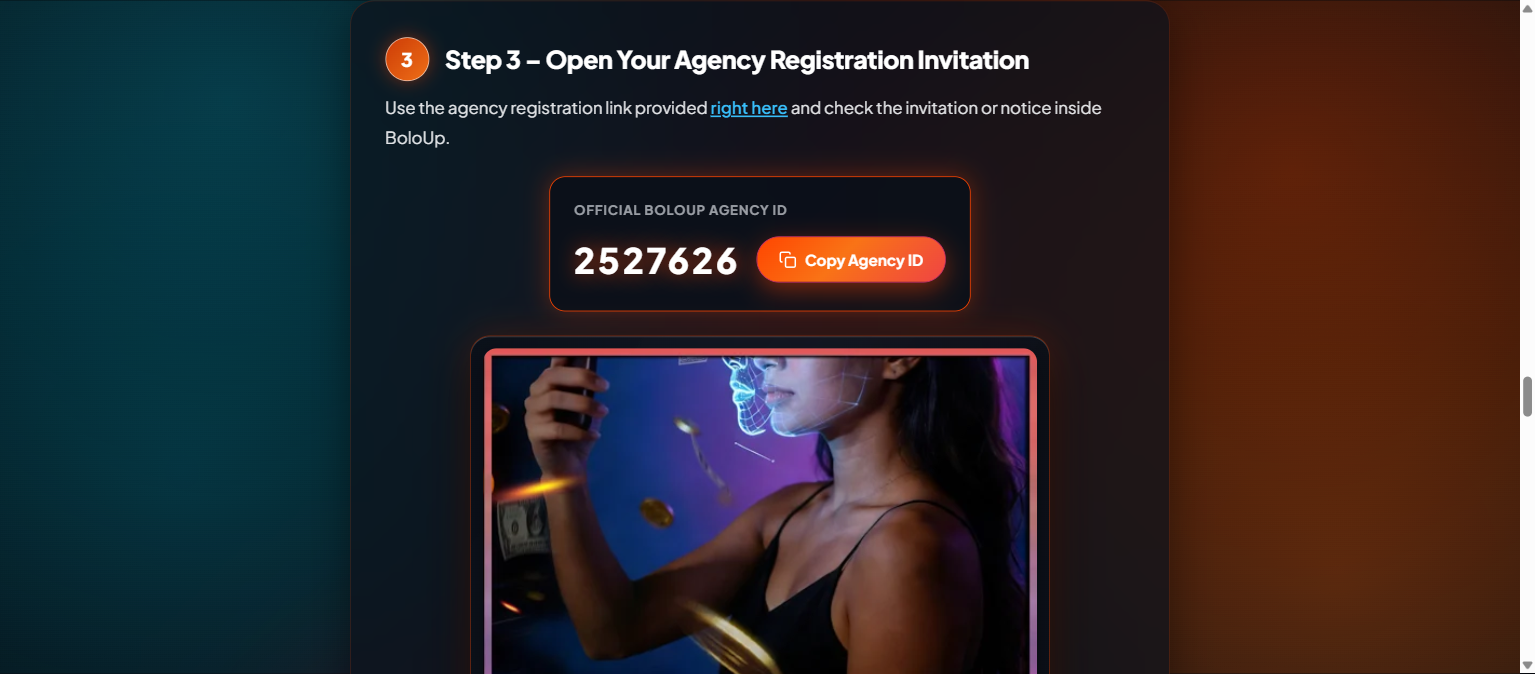 3
Step 3 – Open Your Agency Registration Invitation
Use the agency registration link provided right here and check the invitation or notice inside
BoloUp.
OFFICIAL BOLOUP AGENCY ID
2527626
Copy Agency ID